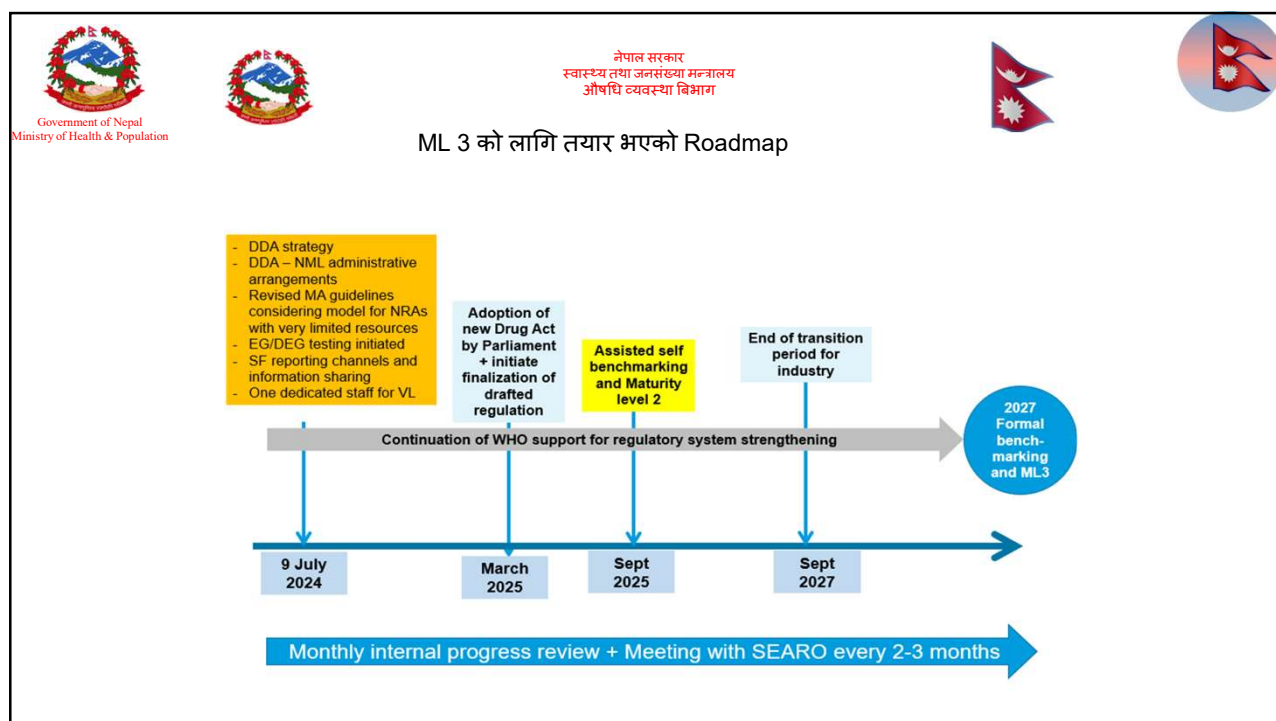 Government of Nepal
Ministry of Health & Population
नेपाल सरकार
स्वास्थ्य तथा जनसंख्या मन्त्रालय
औषधि व्यवस्था बिभाग
ML 3 को लागि तयार भएको Roadmap
- DDA strategy
- DDA – NML administrative
arrangements
- Revised MA guidelines
considering model for NRAs
with very limited resources
- EG/DEG testing initiated
- SF reporting channels and
information sharing
- One dedicated staff for VL
Adoption of
new Drug Act
by Parliament
+ initiate
finalization of
drafted
regulation
Assisted self
benchmarking
and Maturity
level 2
End of transition
period for
industry
2027
Formal
bench-
marking
and ML3
Continuation of WHO support for regulatory system strengthening
9 July
2024
March
2025
Sept
2025
Sept
2027
Monthly internal progress review + Meeting with SEARO every 2-3 months